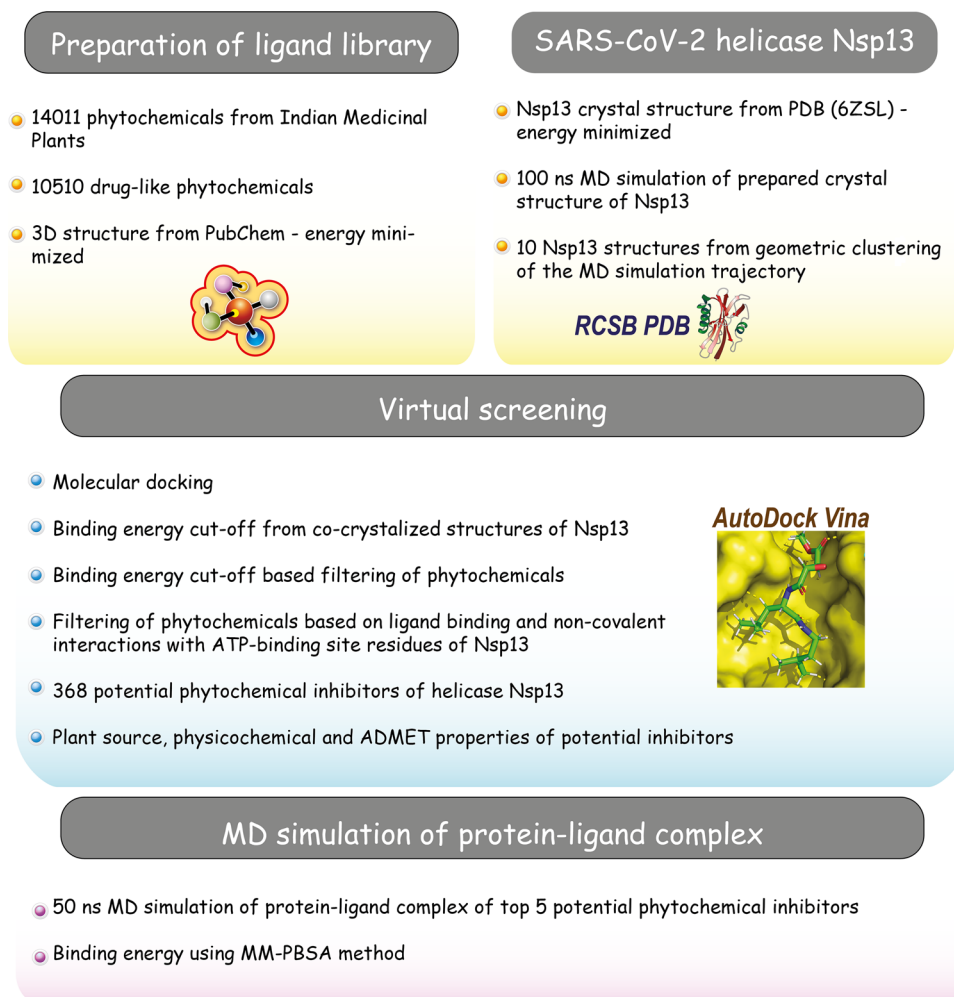 Preparation of ligand library
14011 phytochemicals from Indian Medicinal
Plants
10510 drug-like phytochemicals
3D structure from PubChem - energy mini-
mized
SARS-CoV-2 helicase Nsp13
Nsp13 crystal structure from PDB (6ZSL) -
energy minimized
100 ns MD simulation of prepared crystal
structure of Nsp13
10 Nsp13 structures from geometric clustering
of the MD simulation trajectory
RCSB PDB
Virtual screening
Molecular docking
Binding energy cut-off from co-crystalized structures of Nsp13
Binding energy cut-off based filtering of phytochemicals
Filtering of phytochemicals based on ligand binding and non-covalent
interactions with ATP-binding site residues of Nsp13
368 potential phytochemical inhibitors of helicase Nsp13
Plant source, physicochemical and ADMET properties of potential inhibitors
AutoDock Vina
MD simulation of protein-ligand complex
50 ns MD simulation of protein-ligand complex of top 5 potential phytochemical inhibitors
Binding energy using MM-PBSA method